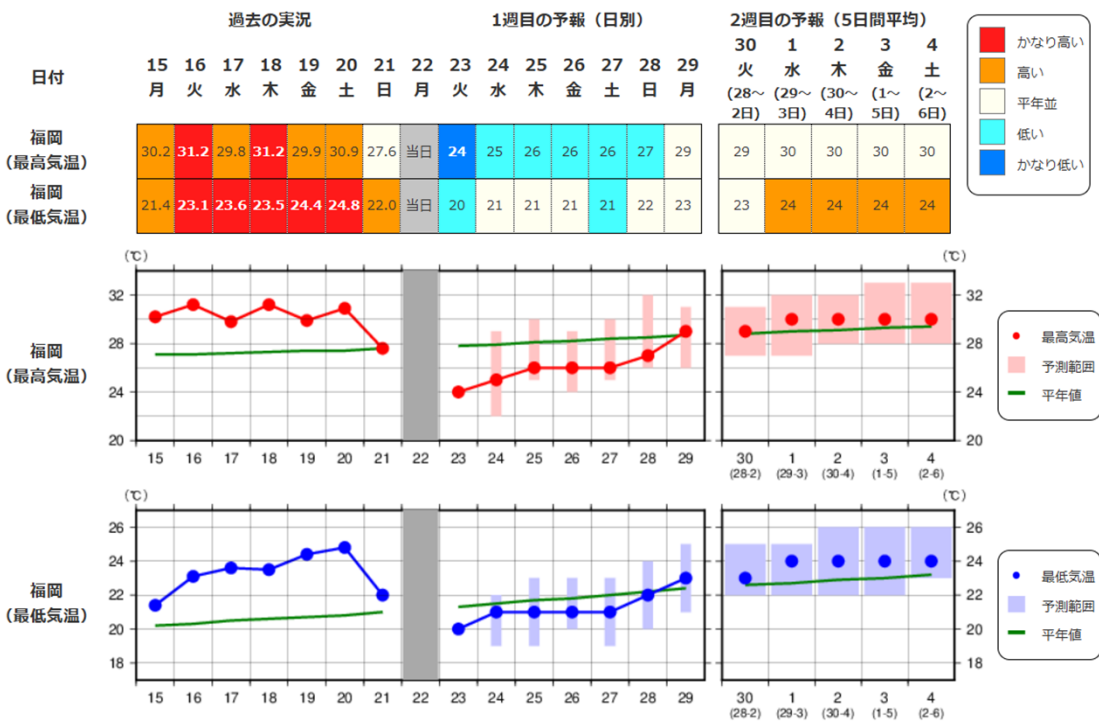 過去の実況 1週目の予報（日別） 2週目の予報（5日間平均）
日付 15 16 17 18 19 20 21 22 23 24 25 26 27 28 29 30 1 2 3 4
月 火 水 木 金 土 日 月 火 水 木 金 土 日 月 火 水 木 金 土
(28～2日) (29～3日) (30～4日) (1～5日) (2～6日)
福岡（最高気温） 30.2 31.2 29.8 31.2 29.9 30.9 27.6 当日 24 25 26 26 26 27 29 29 30 30 30 30
福岡（最低気温） 21.4 23.1 23.6 23.5 24.4 24.8 22.0 当日 20 21 21 21 21 22 23 23 24 24 24 24
かなり高い
高い
平年並
低い
かなり低い
(℃) (℃)
32 32
28 28
24 24
20 20
福岡
（最高気温）
15 16 17 18 19 20 21 22 23 24 25 26 27 28 29 30 1 2 3 4
(28-2) (29-3) (30-4) (1-5) (2-6)
最高気温
予測範囲
平年値
(℃) (℃)
26 26
24 24
22 22
20 20
18 18
福岡
（最低気温）
15 16 17 18 19 20 21 22 23 24 25 26 27 28 29 30 1 2 3 4
(28-2) (29-3) (30-4) (1-5) (2-6)
最低気温
予測範囲
平年値